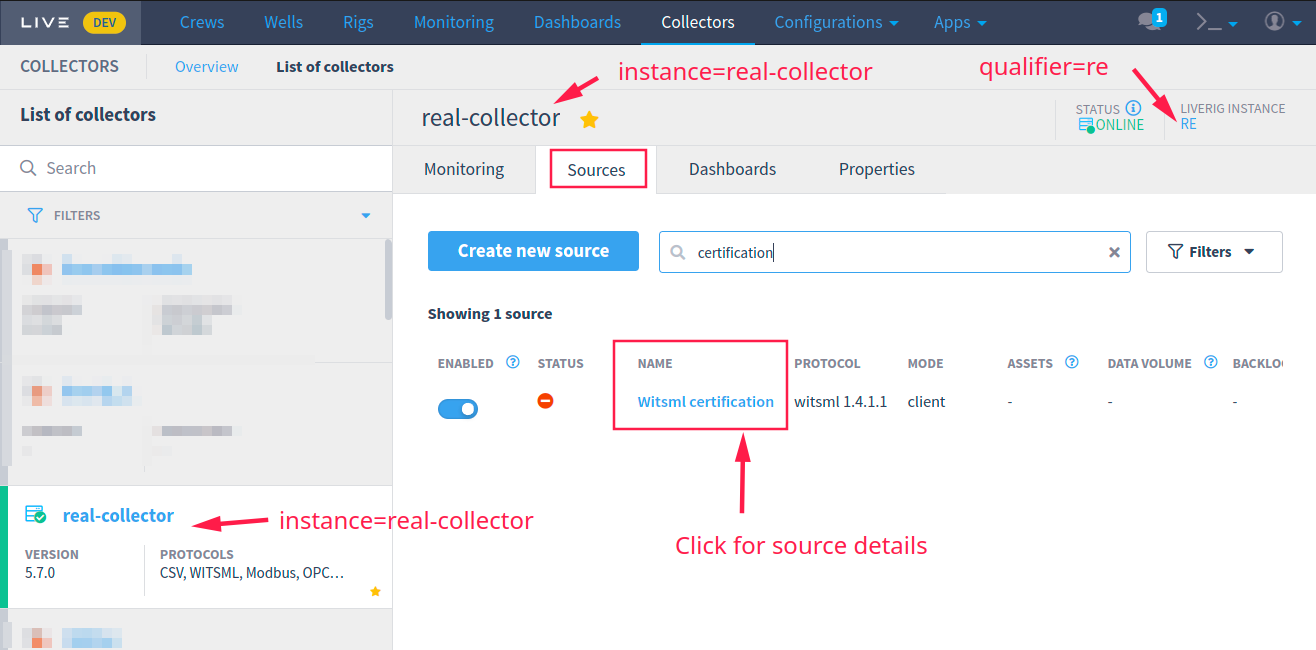 LIVE DEV Crews Wells Rigs Monitoring Dashboards Collectors Configurations Apps 1
COLLECTORS Overview List of collectors
instance=real-collector
qualifier=re
List of collectors
real-collector
STATUS
ONLINE
LIVERIG INSTANCE
RE
Search
Monitoring Sources Dashboards Properties
FILTERS
Create new source
certification
Filters
Showing 1 source
ENABLED STATUS NAME PROTOCOL MODE ASSETS DATA VOLUME
Witsml certification witsml 1.4.1.1 client - - -
real-collector
instance=real-collector
VERSION PROTOCOLS
5.7.0 CSV, WITSML, Modbus, OPC...
Click for source details